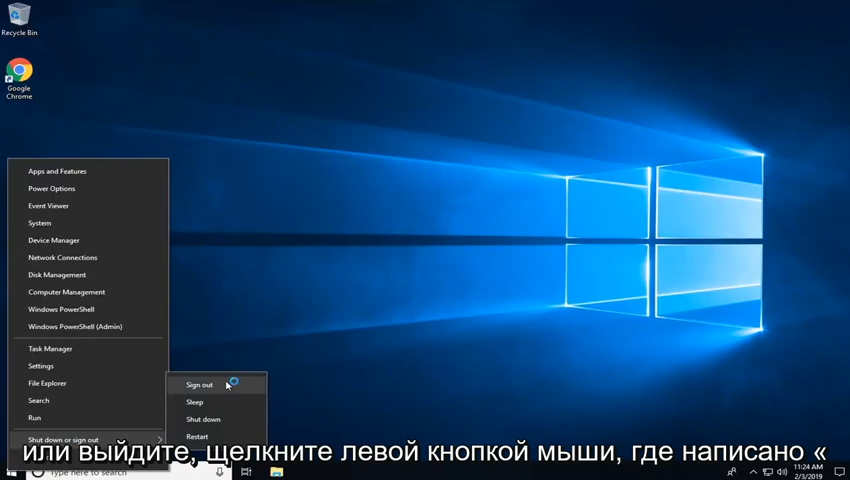 Recycle Bin
Google
Chrome
Apps and Features
Power Options
Event Viewer
System
Device Manager
Network Connections
Disk Management
Computer Management
Windows PowerShell
Windows PowerShell (Admin)
Task Manager
Settings
File Explorer
Search
Run
Shut down or sign out
Sign out
Sleep
Shut down
Restart
или выйдите, щелкните левой кнопкой мыши, где написано «
Type here to search
11:24 AM
2/3/2019